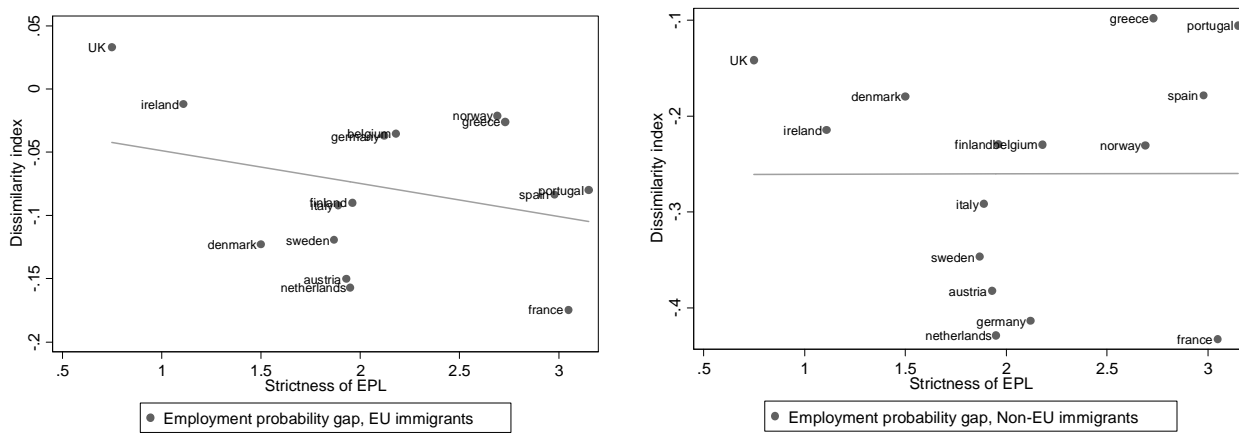 .05
0
-.05
-.1
-.15
-.2
Dissimilarity index
UK
ireland
norway
greece
belgium
germany
portugal
spain
finland
italy
denmark
sweden
austria
netherlands
france
.5
1
1.5
2
2.5
3
Strictness of EPL
Employment probability gap, EU immigrants
-.1
-.2
-.3
-.4
Dissimilarity index
greece
portugal
UK
denmark
spain
ireland
finland
belgium
norway
italy
sweden
austria
germany
netherlands
france
.5
1
1.5
2
2.5
3
Strictness of EPL
Employment probability gap, Non-EU immigrants